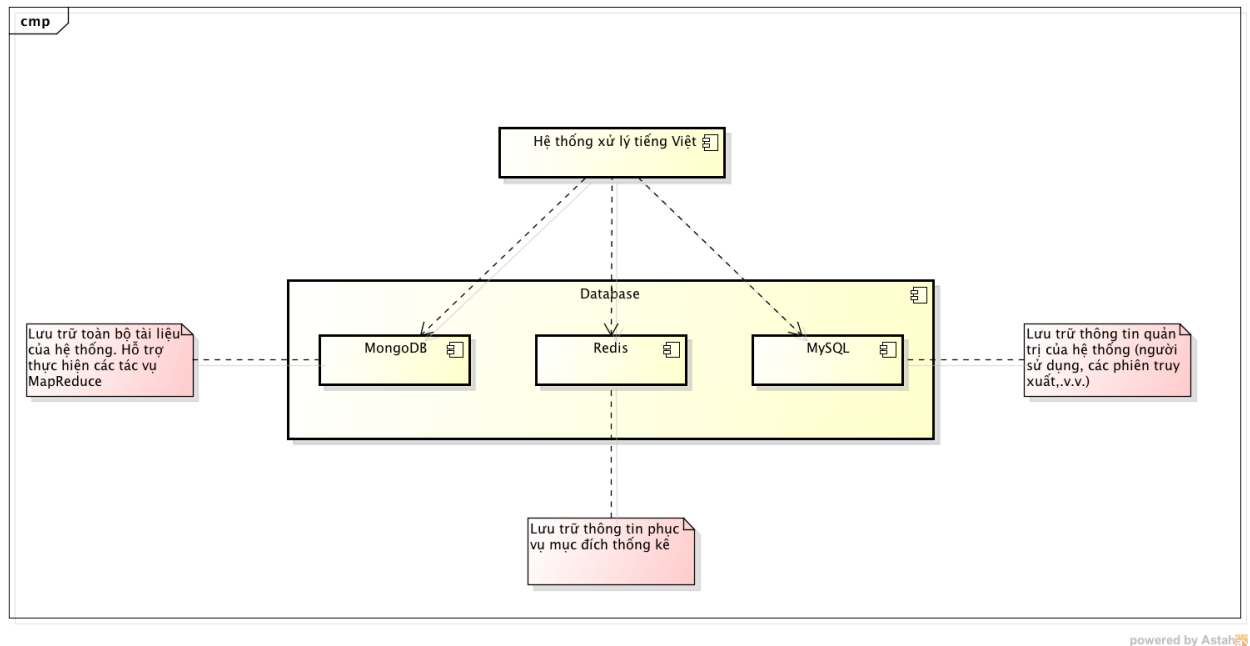 cmp
Hệ thống xử lý tiếng Việt
Database
MongoDB
Redis
MySQL
Lưu trữ toàn bộ tài liệu
của hệ thống. Hỗ trợ
thực hiện các tác vụ
MapReduce
Lưu trữ thông tin quản
trị của hệ thống (người
sử dụng, các phiên truy
xuất,.v.v.)
Lưu trữ thông tin phục
vụ mục đích thống kê
powered by Astah